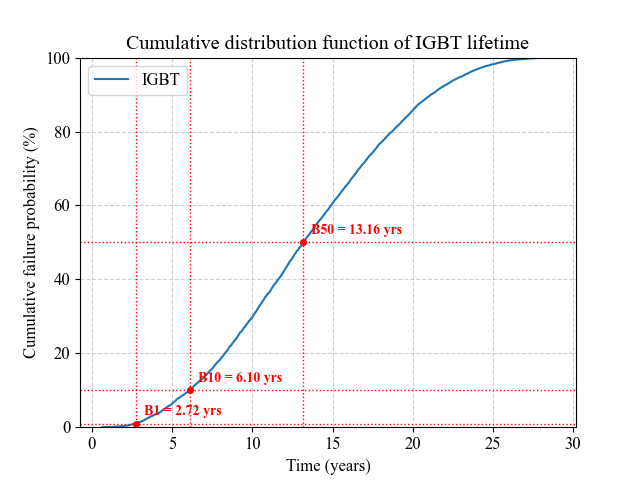 Cumulative distribution function of IGBT lifetime
IGBT
Cumulative failure probability (%)
100
80
60
40
20
0
B50 = 13.16 yrs
B10 = 6.10 yrs
B1 = 2.72 yrs
0 5 10 15 20 25 30
Time (years)